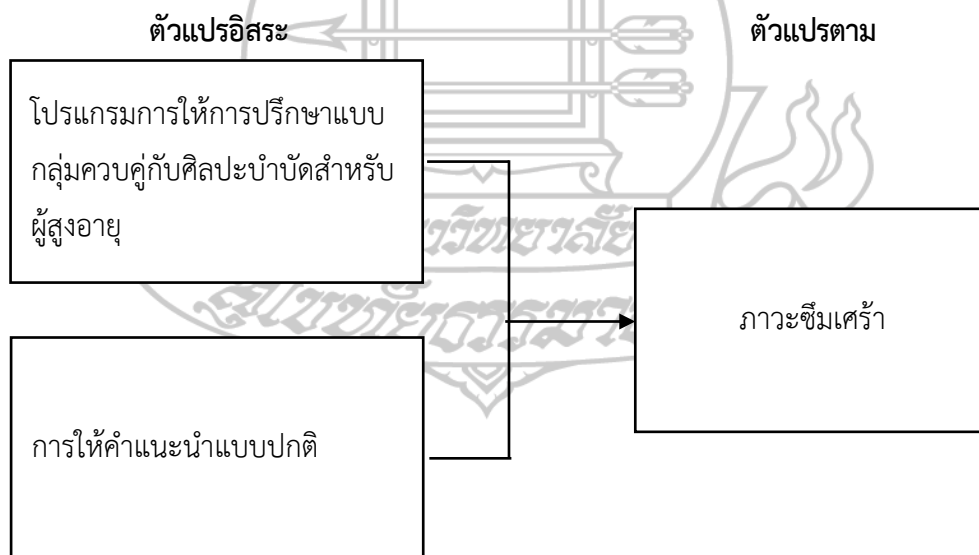 ตัวแปรอิสระ
ตัวแปรตาม
โปรแกรมการให้การปรึกษาแบบ
กลุ่มควบคู่กับศิลปะบำบัดสำหรับ
ผู้สูงอายุ
ภาวะซึมเศร้า
การให้คำแนะนำแบบปกติ